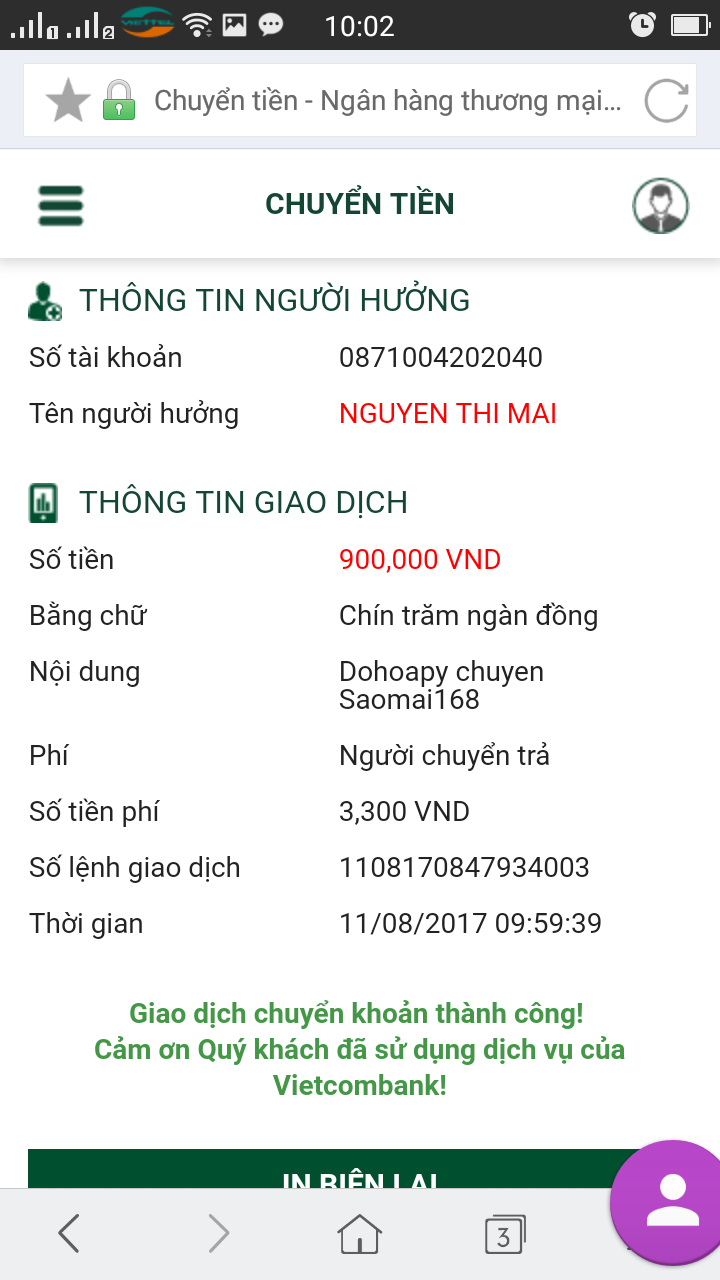 1 2 VIETTEL 10:02
Chuyển tiền - Ngân hàng thương mại...
CHUYỂN TIỀN
THÔNG TIN NGƯỜI HƯỞNG
Số tài khoản 0871004202040
Tên người hưởng NGUYEN THI MAI
THÔNG TIN GIAO DỊCH
Số tiền 900,000 VND
Bằng chữ Chín trăm ngàn đồng
Nội dung Dohoapy chuyen
Saomai168
Phí Người chuyển trả
Số tiền phí 3,300 VND
Số lệnh giao dịch 1108170847934003
Thời gian 11/08/2017 09:59:39
Giao dịch chuyển khoản thành công!
Cảm ơn Quý khách đã sử dụng dịch vụ của
Vietcombank!
IN BIÊN LAI
3